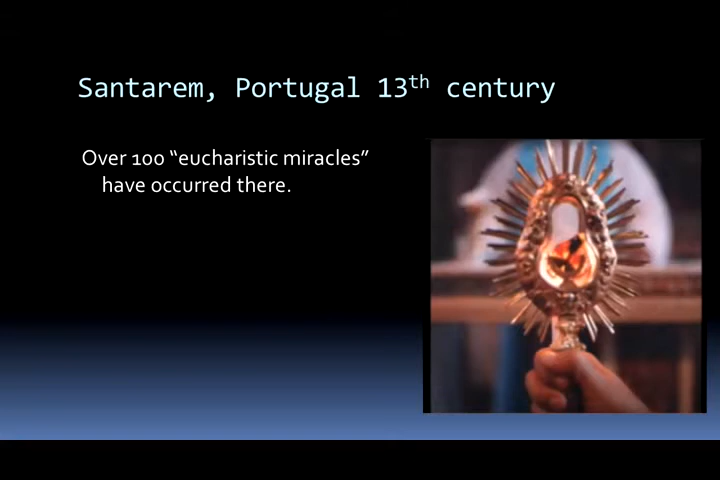 Santarem, Portugal 13th century
Over 100 “eucharistic miracles”
have occurred there.